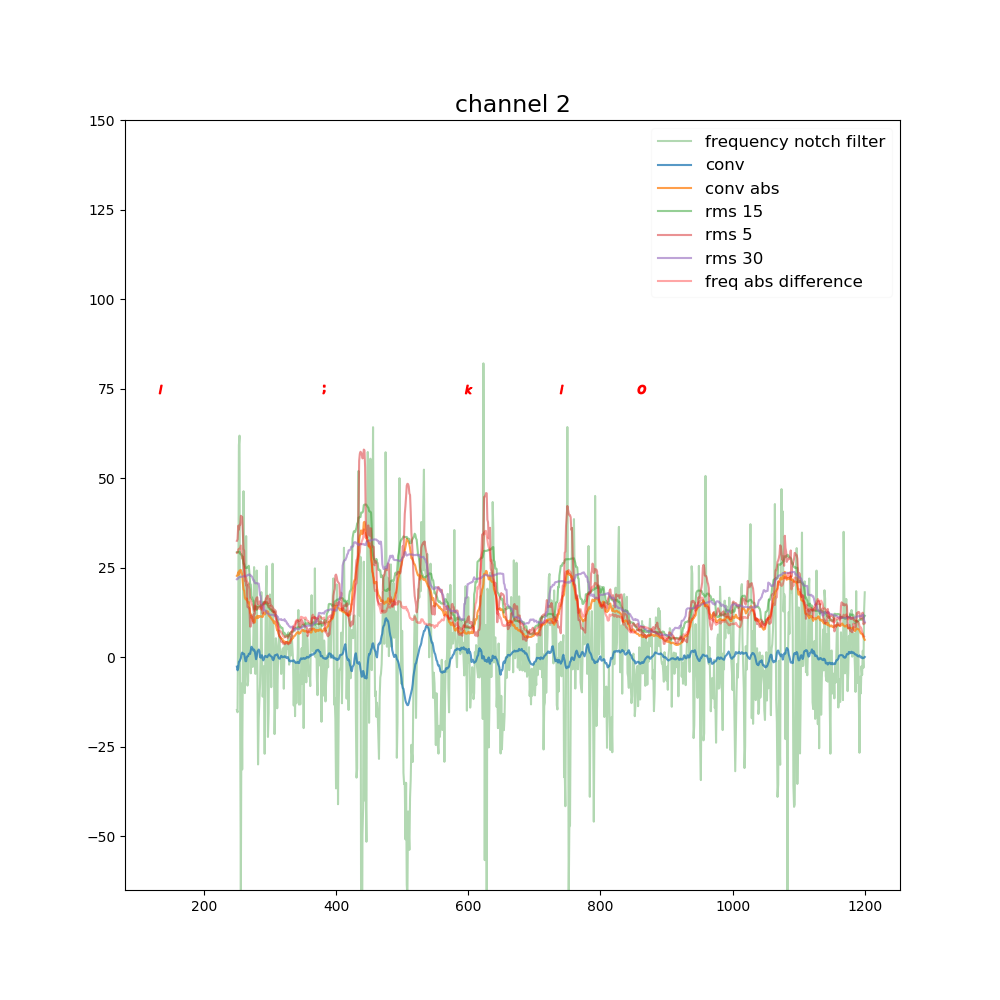 channel 2
150
125
100
75
50
25
0
−25
−50
frequency notch filter
conv
conv abs
rms 15
rms 5
rms 30
freq abs difference
l ; k l o
200 400 600 800 1000 1200